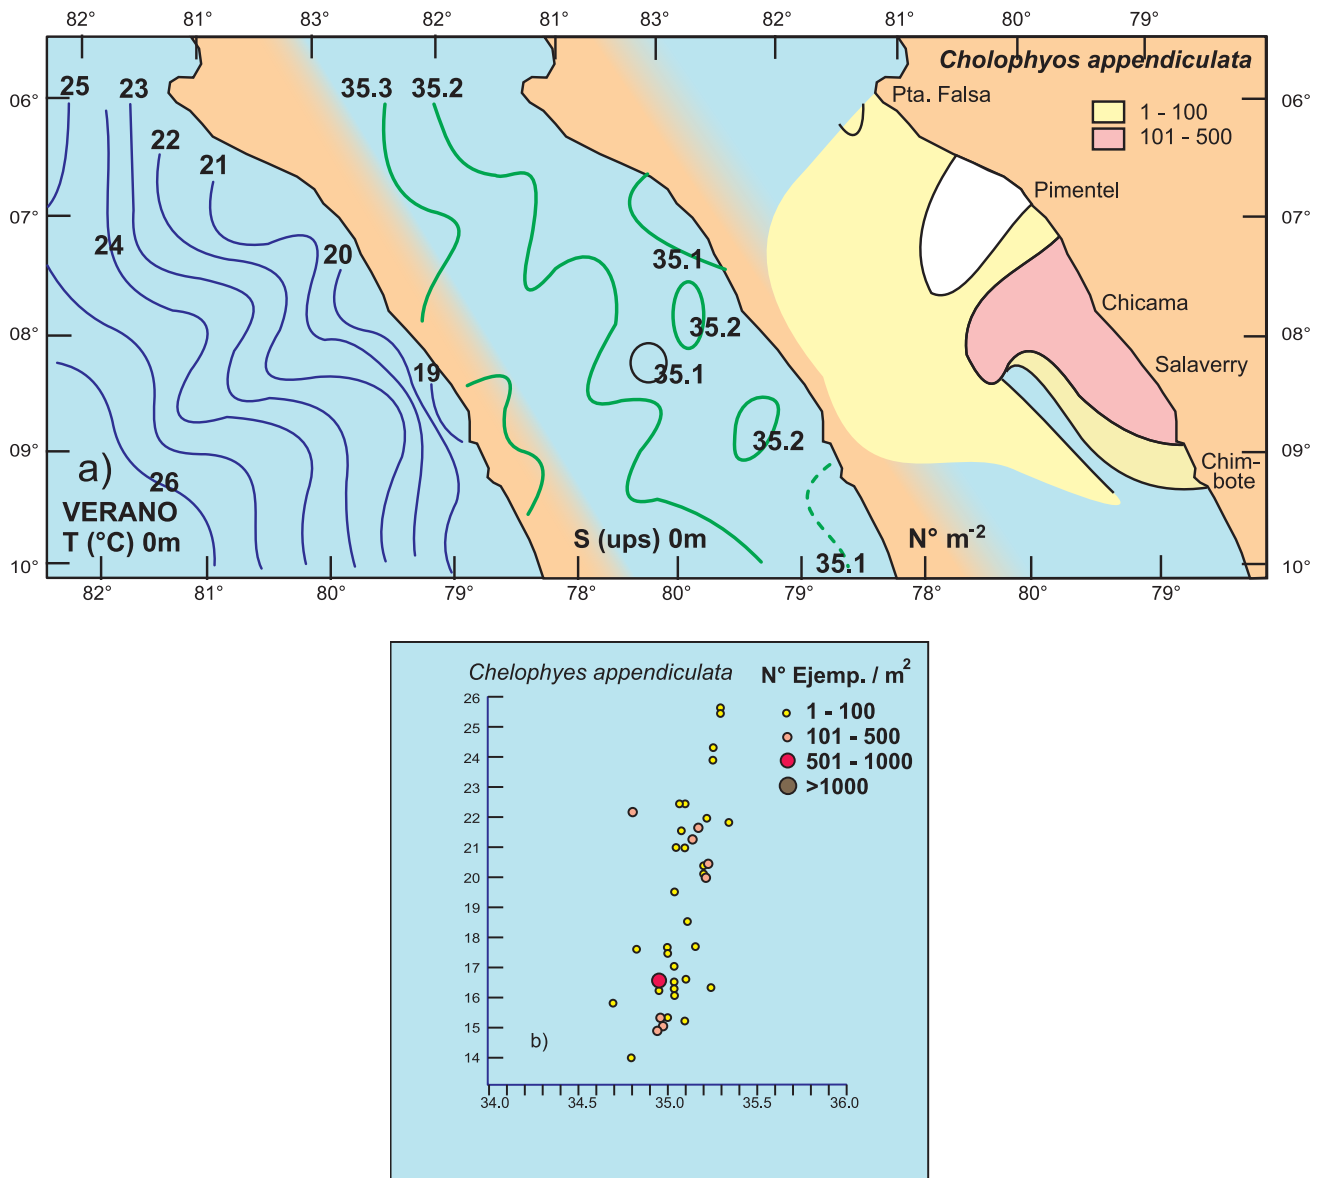 82° 81° 83° 82° 81° 83° 82° N° 81° 80° 79°
Cholophyos appendiculata
Pta. Falsa
1 - 100
101 - 500
06° 06°
25 23 35.3 35.2
22
21
Pimentel
07° 07°
24 20 35.1
Chicama
35.2
08° 08°
Salaverry
19 35.1
35.2
09° 09°
Chim-
bote
a)
26
VERANO
T (°C) 0m
S (ups) 0m
N° m-2
35.1
10° 10°
82° 81° 80° 79° 78° 80° 79° 78° 80° 79°
Chelophyes appendiculata
N° Ejemp. / m2
1 - 100
101 - 500
501 - 1000
>1000
26
25
24
23
22
21
20
19
18
17
16
15
14
b)
34.0 34.5 35.0 35.5 36.0